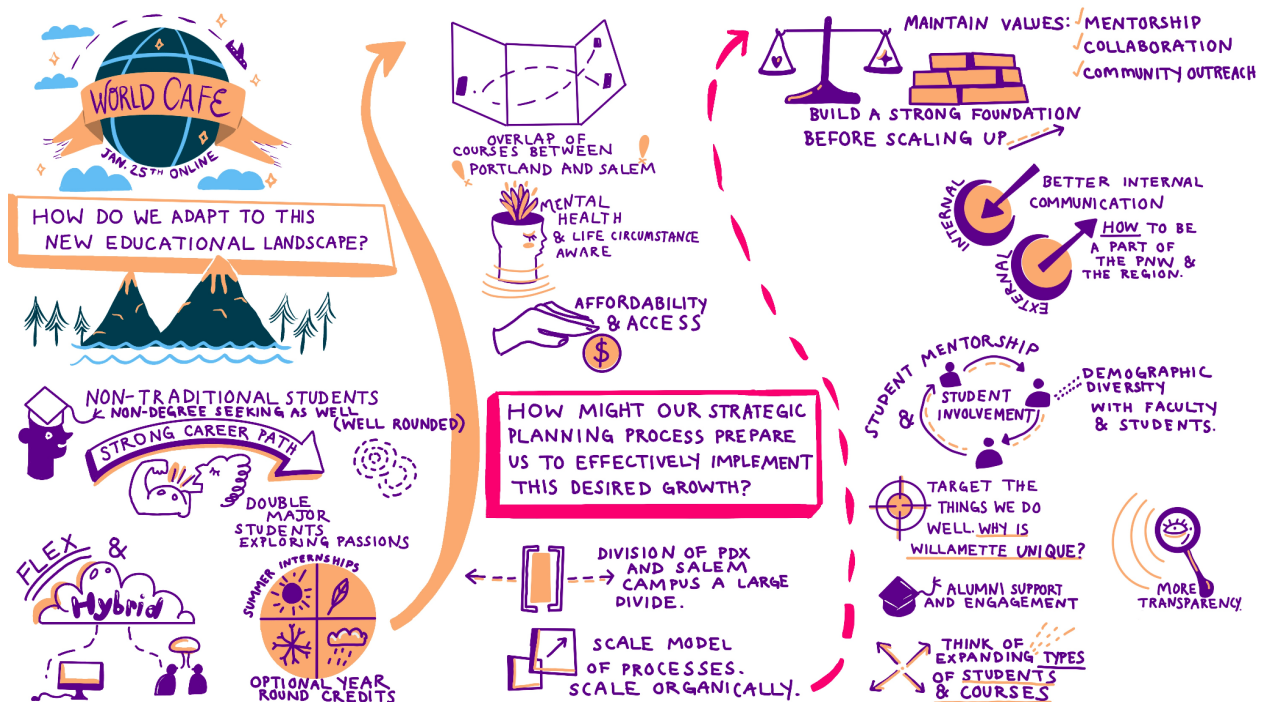 WORLD CAFE
JAN. 25TH ONLINE
HOW DO WE ADAPT TO THIS
NEW EDUCATIONAL LANDSCAPE?
NON-TRADITIONAL STUDENTS
NON-DEGREE SEEKING AS WELL
(WELL ROUNDED)
STRONG CAREER PATH
DOUBLE
MAJOR
STUDENTS
EXPLORING PASSIONS
FLEX &
Hybrid
SUMMER INTERNSHIPS
OPTIONAL YEAR
ROUND CREDITS
OVERLAP OF
COURSES BETWEEN
PORTLAND AND SALEM
MENTAL
HEALTH
& LIFE CIRCUMSTANCE
AWARE
AFFORDABILITY
& ACCESS
$
HOW MIGHT OUR STRATEGIC
PLANNING PROCESS PREPARE
US TO EFFECTIVELY IMPLEMENT
THIS DESIRED GROWTH?
DIVISION OF PDX
AND SALEM
CAMPUS A LARGE
DIVIDE.
SCALE MODEL
OF PROCESSES.
SCALE ORGANICALLY.
MAINTAIN VALUES: ✓MENTORSHIP
✓COLLABORATION
✓COMMUNITY OUTREACH
BUILD A STRONG FOUNDATION
BEFORE SCALING UP
INTERNAL
BETTER INTERNAL
COMMUNICATION
EXTERNAL
HOW TO BE
A PART OF
THE PNW &
THE REGION.
STUDENT MENTORSHIP
&
STUDENT
INVOLVEMENT
DEMOGRAPHIC
DIVERSITY
WITH FACULTY
& STUDENTS.
TARGET THE
THINGS WE DO
WELL. WHY IS
WILLAMETTE UNIQUE?
ALUMNI SUPPORT
AND ENGAGEMENT
MORE
TRANSPARENCY.
THINK OF
EXPANDING TYPES
OF STUDENTS
& COURSES